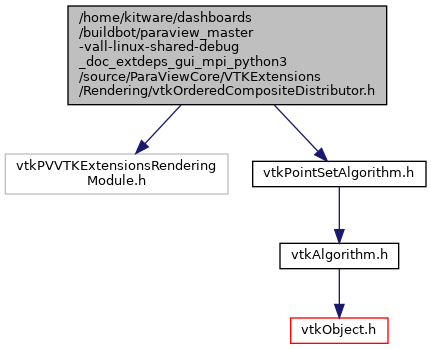 /home/kitware/dashboards
/buildbot/paraview_master
-vall-linux-shared-debug
_doc_extdeps_gui_mpi_python3
/source/ParaViewCore/VTKExtensions
/Rendering/vtkOrderedCompositeDistributor.h
vtkPVVTKExtensionsRendering
Module.h
vtkPointSetAlgorithm.h
vtkAlgorithm.h
vtkObject.h